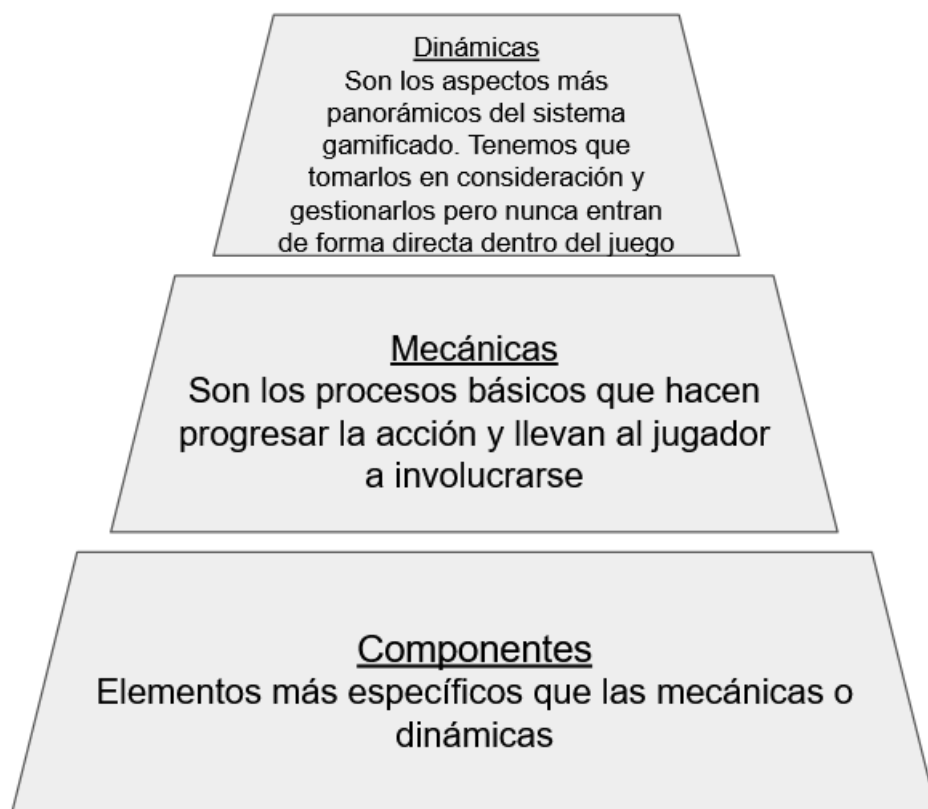 Dinámicas
Son los aspectos más
panorámicos del sistema
gamificado. Tenemos que
tomarlos en consideración y
gestionarlos pero nunca entran
de forma directa dentro del juego
Mecánicas
Son los procesos básicos que hacen
progresar la acción y llevan al jugador
a involucrarse
Componentes
Elementos más específicos que las mecánicas o
dinámicas